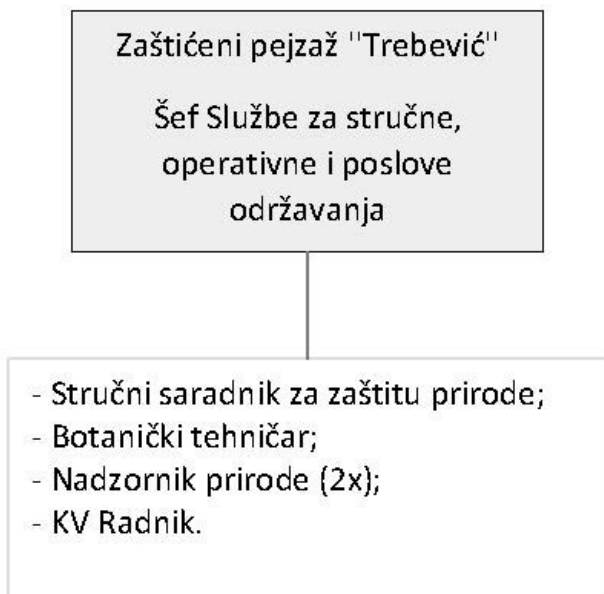 Zaštićeni pejzaž "Trebević"
Šef Službe za stručne,
operativne i poslove
održavanja
- Stručni saradnik za zaštitu prirode;
- Botanički tehničar;
- Nadzornik prirode (2x);
- KV Radnik.